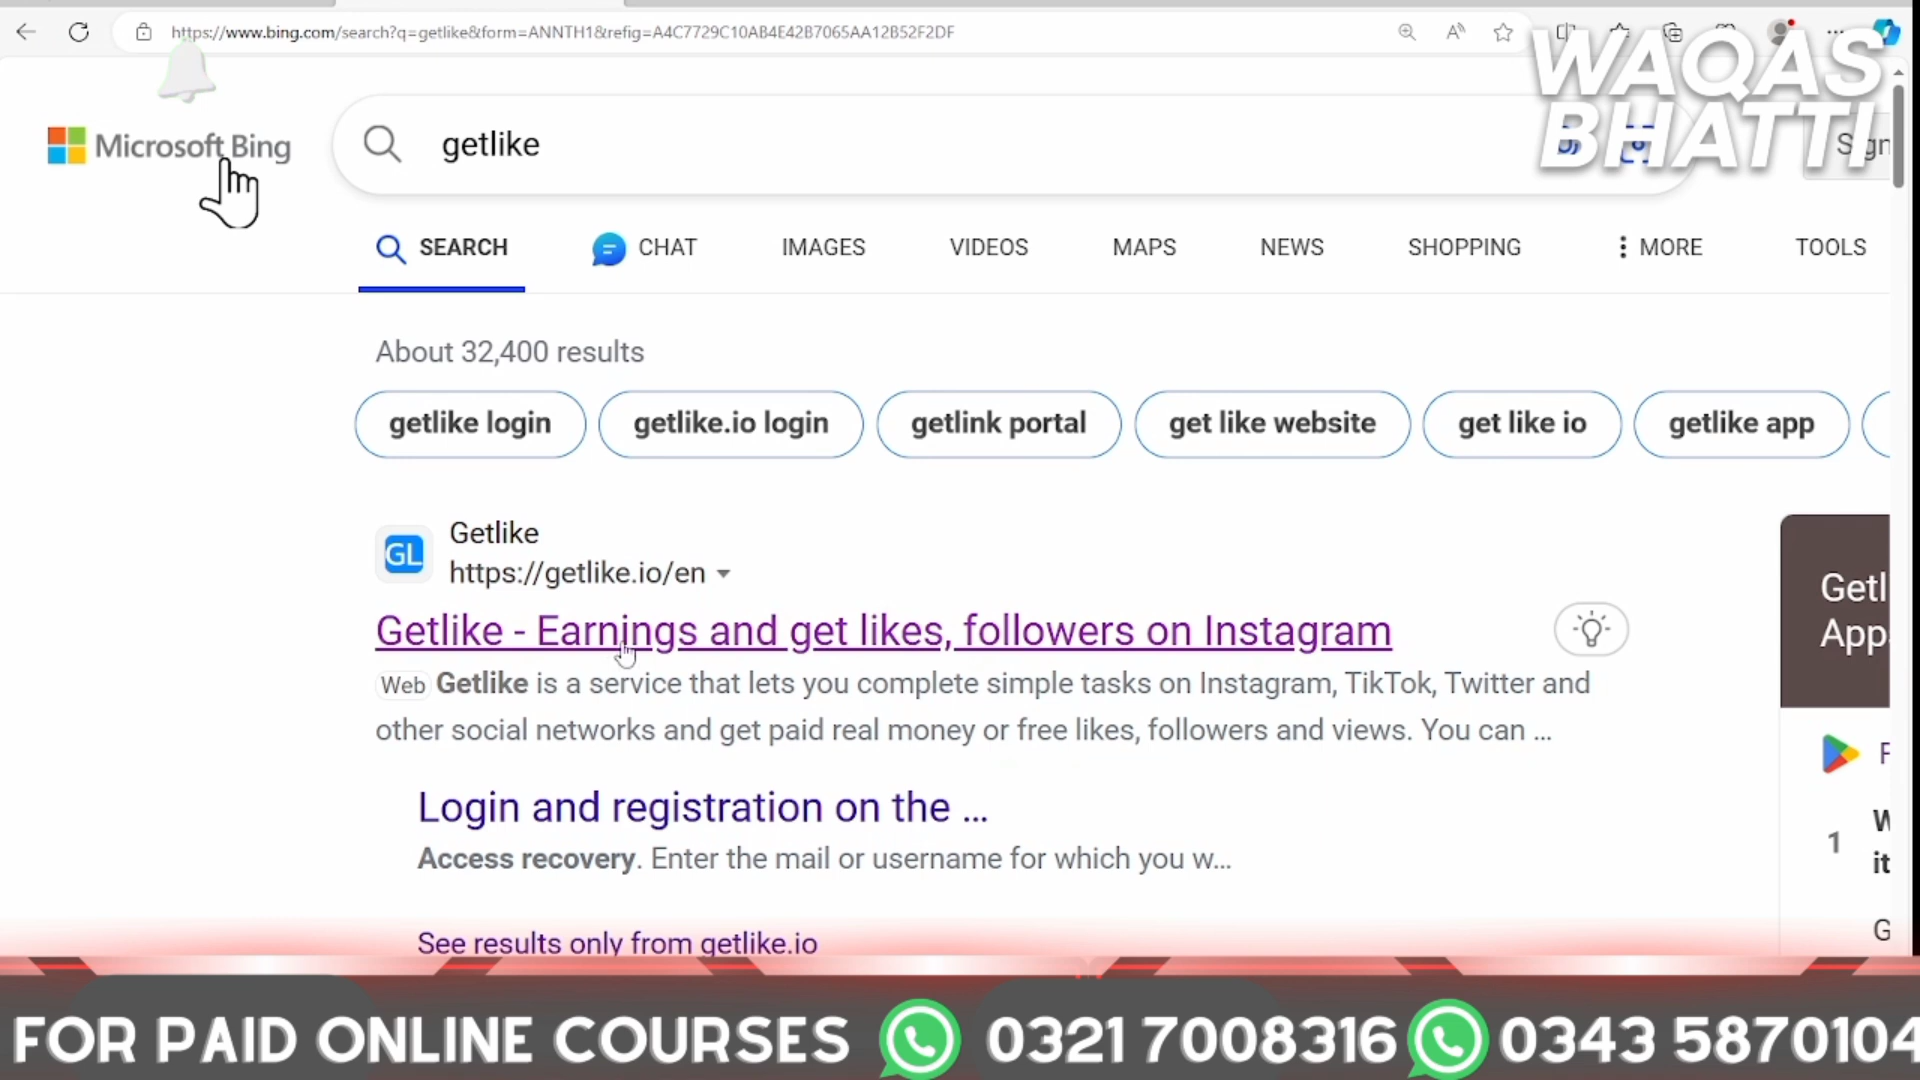 https://www.bing.com/search?q=getlike&form=ANNTH1&refig=A4C7729C10AB4E42B7065AA12B52F2DF
WAQAS
BHATTI
Microsoft Bing
getlike
SEARCH
CHAT
IMAGES
VIDEOS
MAPS
NEWS
SHOPPING
MORE
TOOLS
About 32,400 results
getlike login
getlike.io login
getlink portal
get like website
get like io
getlike app
GL
Getlike
https://getlike.io/en
Getlike - Earnings and get likes, followers on Instagram
Web Getlike is a service that lets you complete simple tasks on Instagram, TikTok, Twitter and
other social networks and get paid real money or free likes, followers and views. You can ...
Login and registration on the ...
Access recovery. Enter the mail or username for which you w...
See results only from getlike.io
Getl
App
1
it
G
FOR PAID ONLINE COURSES 0321 7008316 0343 5870104